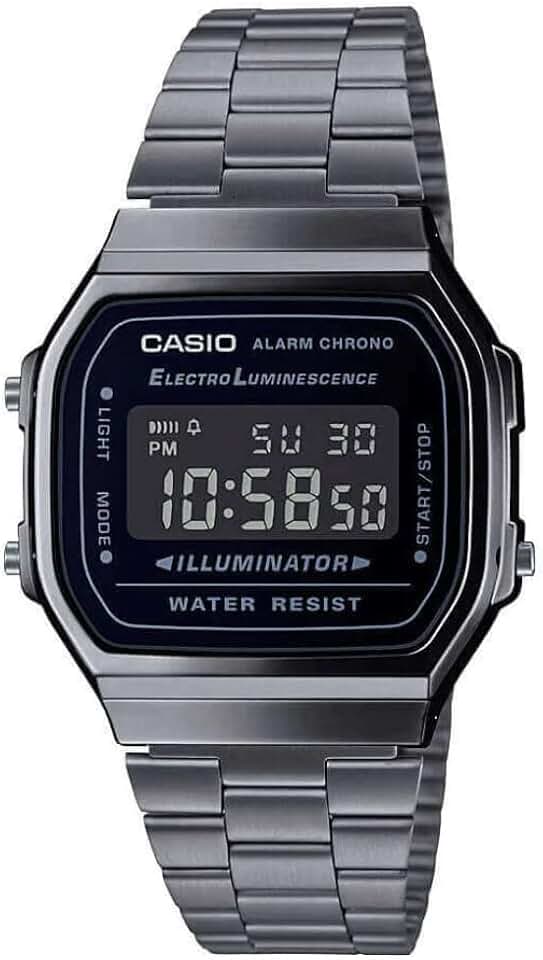 CASIO ALARM CHRONO
ELECTRO LUMINESCENCE
LIGHT
MODE
PM SU 30
10:58 50
START/STOP
ILLUMINATOR
WATER RESIST